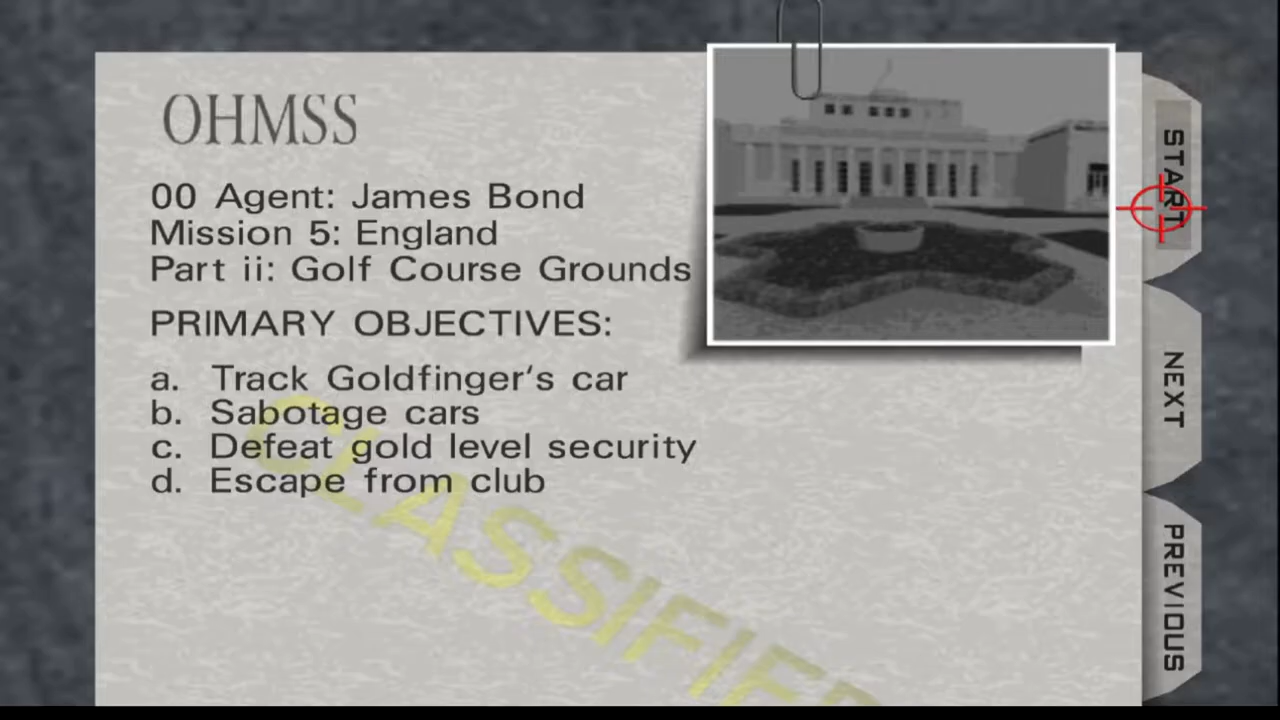 OHMSS
00 Agent: James Bond
Mission 5: England
Part ii: Golf Course Grounds
PRIMARY OBJECTIVES:
a. Track Goldfinger's car
b. Sabotage cars
c. Defeat gold level security
d. Escape from club
CLASSIFIED
START
NEXT
PREVIOUS